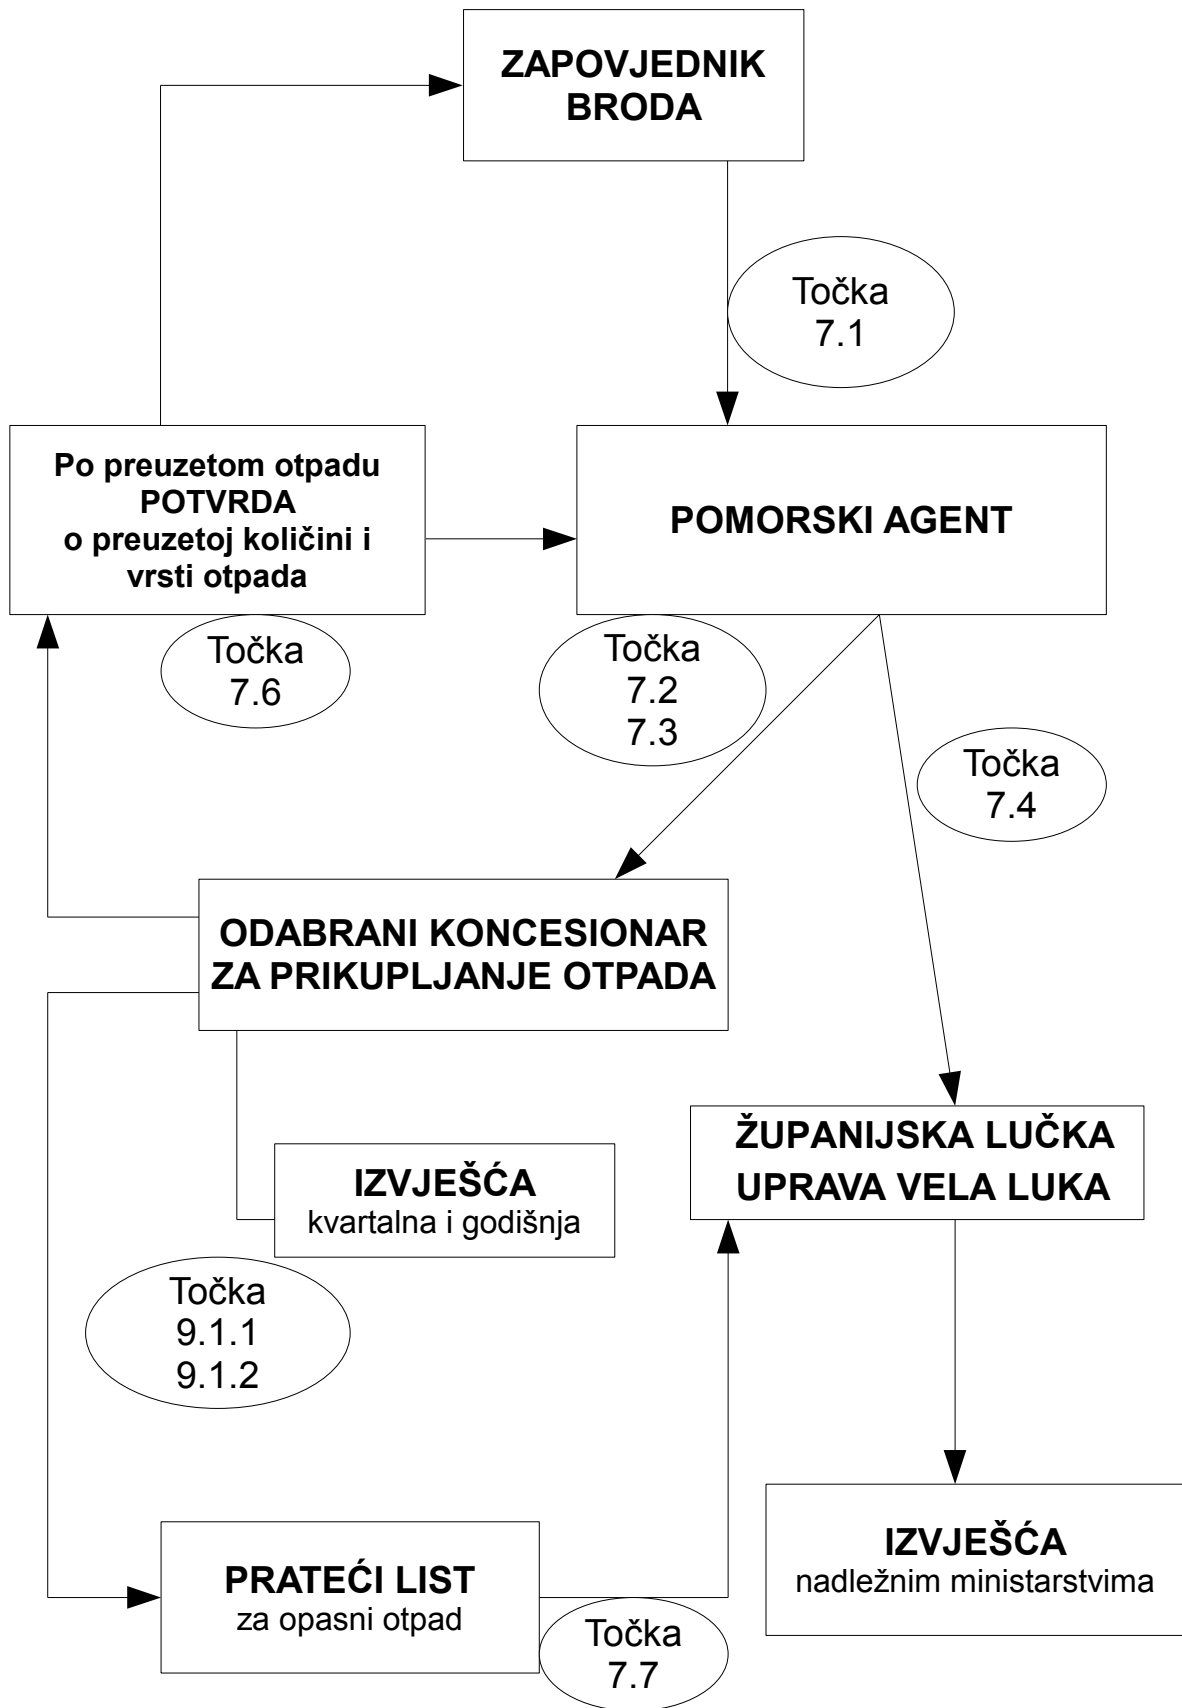 ZAPOVJEDNIK
BRODA
Točka
7.1
Po preuzetom otpadu
POTVRDA
o preuzetoj količini i
vrsti otpada
POMORSKI AGENT
Točka
7.6
Točka
7.2
7.3
Točka
7.4
ODABRANI KONCESIONAR
ZA PRIKUPLJANJE OTPADA
ŽUPANIJSKA LUČKA
UPRAVA VELA LUKA
IZVJEŠĆA
kvartalna i godišnja
Točka
9.1.1
9.1.2
IZVJEŠĆA
nadležnim ministarstvima
PRATEĆI LIST
za opasni otpad
Točka
7.7